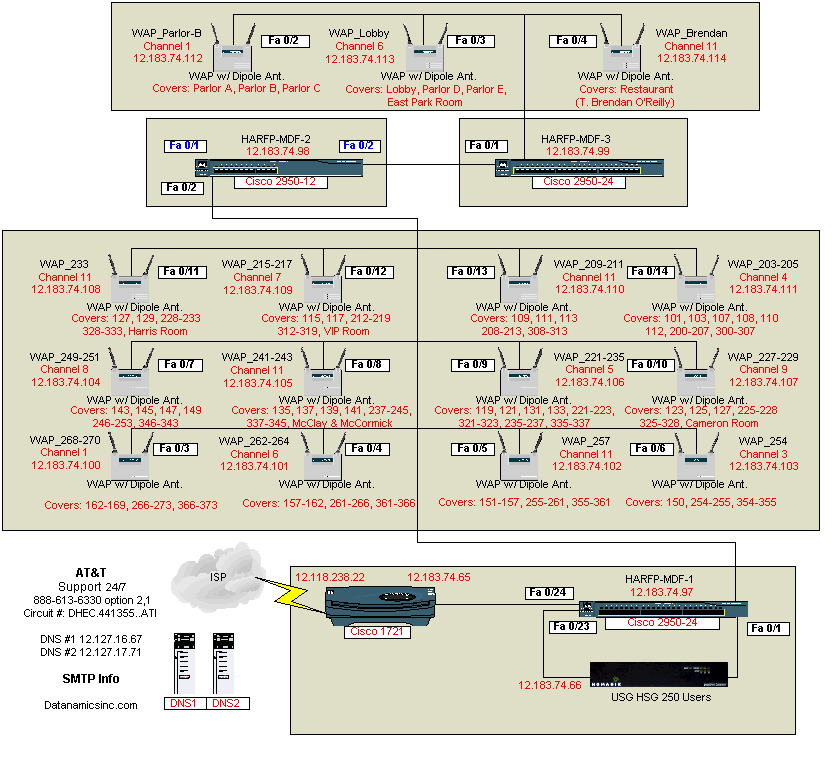 WAP_Parlor-B
Channel 1
12.183.74.112
Fa 0/2
WAP w/ Dipole Ant.
Covers: Parlor A, Parlor B, Parlor C
WAP_Lobby
Channel 6
12.183.74.113
Fa 0/3
WAP w/ Dipole Ant.
Covers: Lobby, Parlor D, Parlor E,
East Park Room
Fa 0/4
WAP_Brendan
Channel 11
12.183.74.114
WAP w/ Dipole Ant.
Covers: Restaurant
(T. Brendan O'Reilly)
Fa 0/1
HARFP-MDF-2
12.183.74.98
Fa 0/2
Fa 0/2
Cisco 2950-12
Fa 0/1
HARFP-MDF-3
12.183.74.99
Cisco 2950-24
WAP_233
Channel 11
12.183.74.108
Fa 0/11
WAP w/ Dipole Ant.
Covers: 127, 129, 228-233
328-333, Harris Room
WAP_215-217
Channel 7
12.183.74.109
Fa 0/12
WAP w/ Dipole Ant.
Covers: 115, 117, 212-219
312-319, VIP Room
Fa 0/13
WAP_209-211
Channel 11
12.183.74.110
WAP w/ Dipole Ant.
Covers: 109, 111, 113
208-213, 308-313
Fa 0/14
WAP_203-205
Channel 4
12.183.74.111
WAP w/ Dipole Ant.
Covers: 101, 103, 107, 108, 110
112, 200-207, 300-307
WAP_249-251
Channel 8
12.183.74.104
Fa 0/7
WAP w/ Dipole Ant.
Covers: 143, 145, 147, 149
246-253, 346-343
WAP_241-243
Channel 11
12.183.74.105
Fa 0/8
WAP w/ Dipole Ant.
Covers: 135, 137, 139, 141, 237-245,
337-345, McClay & McCormick
Fa 0/9
WAP_221-235
Channel 5
12.183.74.106
WAP w/ Dipole Ant.
Covers: 119, 121, 131, 133, 221-223,
321-323, 235-237, 335-337
Fa 0/10
WAP_227-229
Channel 9
12.183.74.107
WAP w/ Dipole Ant.
Covers: 123, 125, 127, 225-228
325-328, Cameron Room
WAP_268-270
Channel 1
12.183.74.100
Fa 0/3
WAP w/ Dipole Ant.
Covers: 162-169, 266-273, 366-373
WAP_262-264
Channel 6
12.183.74.101
Fa 0/4
WAP w/ Dipole Ant.
Covers: 157-162, 261-266, 361-366
Fa 0/5
WAP_257
Channel 11
12.183.74.102
WAP w/ Dipole Ant.
Covers: 151-157, 255-261, 355-361
Fa 0/6
WAP_254
Channel 3
12.183.74.103
WAP w/ Dipole Ant.
Covers: 150, 254-255, 354-355
AT&T
Support 24/7
888-613-6330 option 2,1
Circuit #: DHEC.441355..ATI
DNS #1 12.127.16.67
DNS #2 12.127.17.71
SMTP Info
Datanamicsinc.com
ISP
DNS1
DNS2
12.118.238.22
12.183.74.65
Cisco 1721
Fa 0/24
HARFP-MDF-1
12.183.74.97
Cisco 2950-24
Fa 0/23
Fa 0/1
12.183.74.66
NOMADIX
USG HSG 250 Users